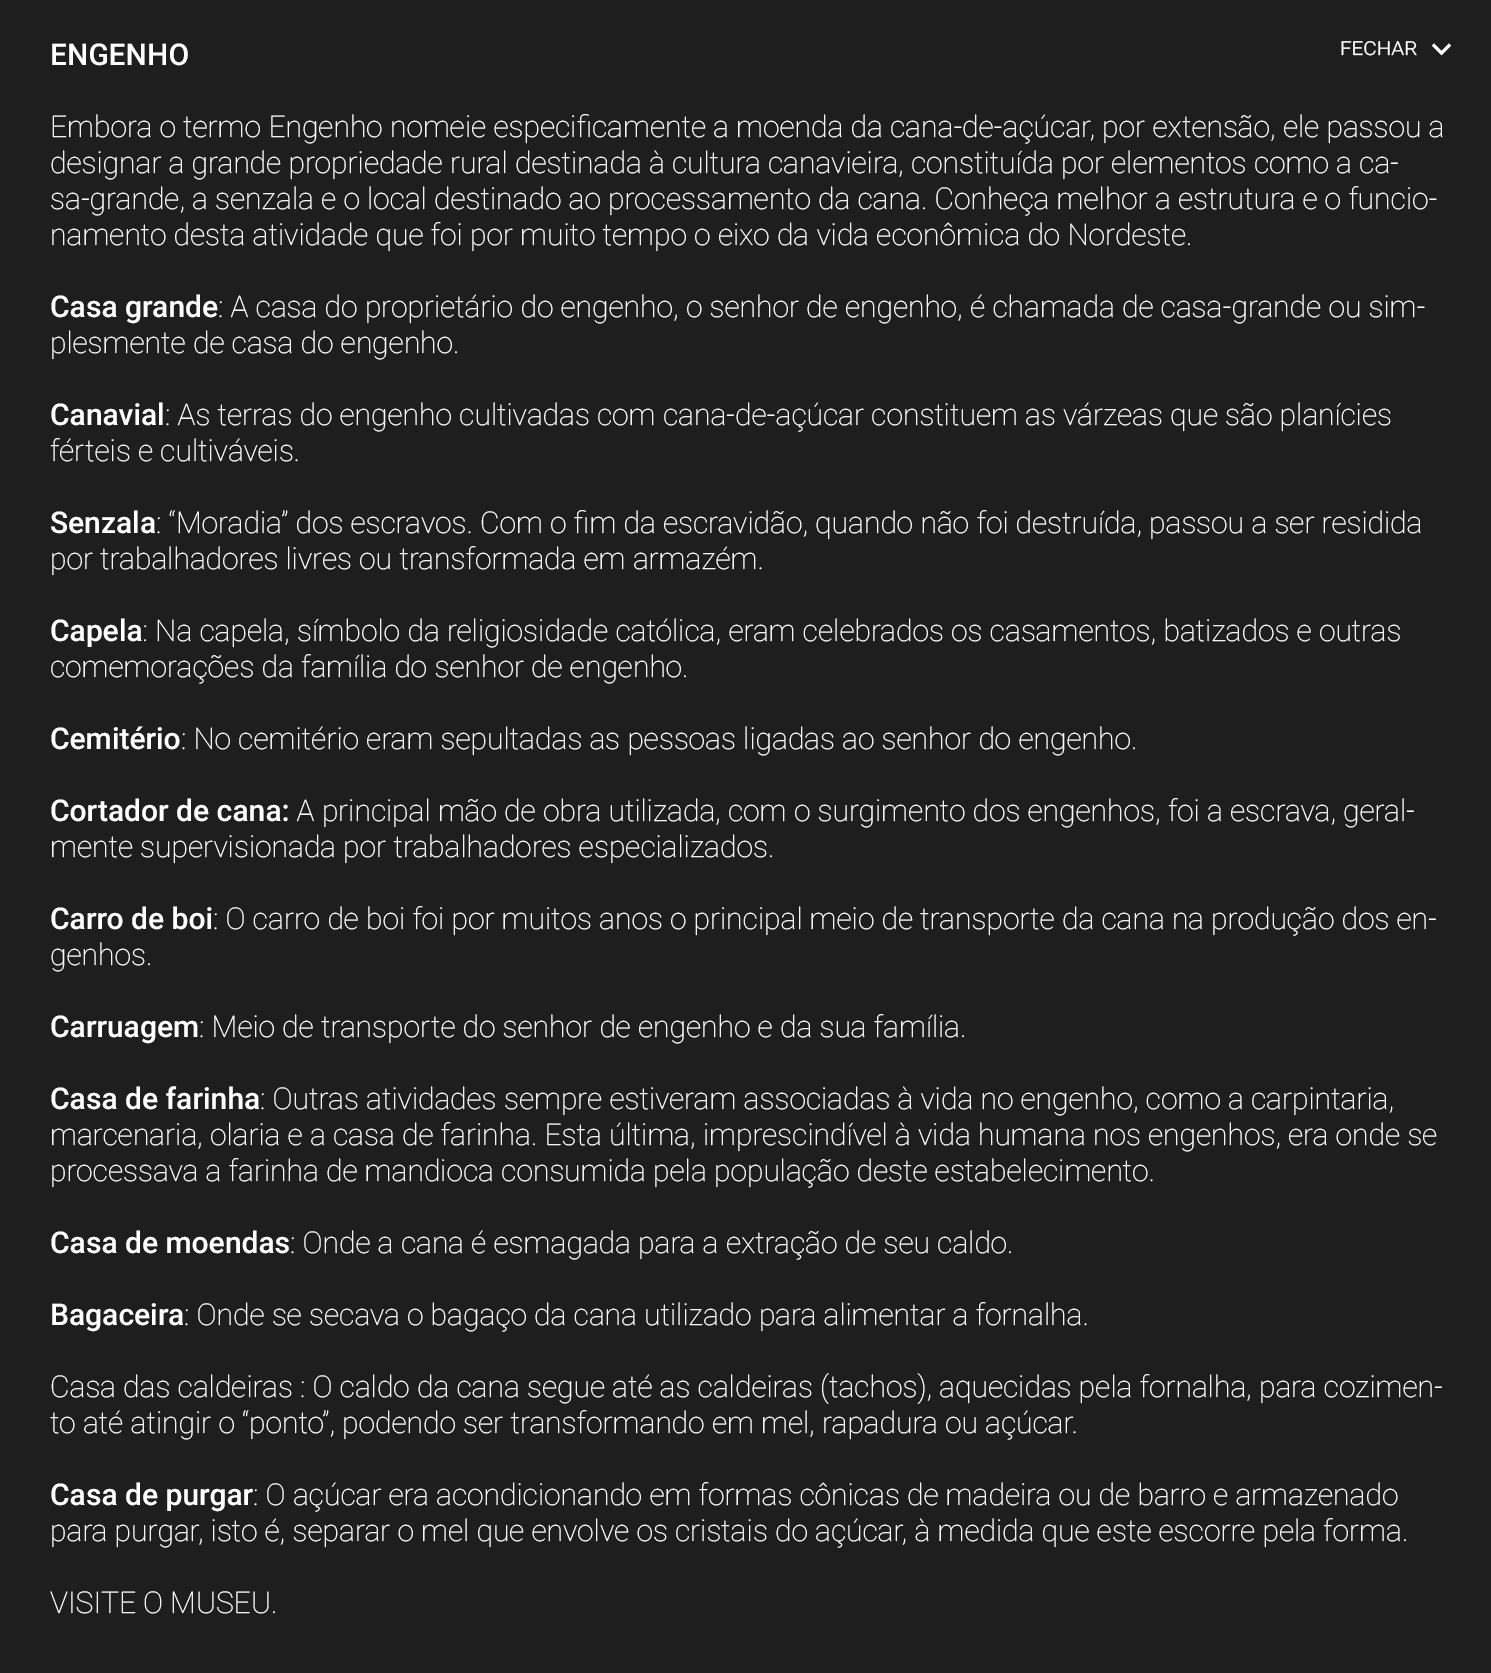 ENGENHO
FECHAR
Embora o termo Engenho nomeie especificamente a moenda da cana-de-açúcar, por extensão, ele passou a
designar a grande propriedade rural destinada à cultura canavieira, constituída por elementos como a ca-
sa-grande, a senzala e o local destinado ao processamento da cana. Conheça melhor a estrutura e o funcio-
namento desta atividade que foi por muito tempo o eixo da vida econômica do Nordeste.
Casa grande: A casa do proprietário do engenho, o senhor de engenho, é chamada de casa-grande ou sim-
plesmente de casa do engenho.
Canavial: As terras do engenho cultivadas com cana-de-açúcar constituem as várzeas que são planícies
férteis e cultiváveis.
Senzala: “Moradia” dos escravos. Com o fim da escravidão, quando não foi destruída, passou a ser residida
por trabalhadores livres ou transformada em armazém.
Capela: Na capela, símbolo da religiosidade católica, eram celebrados os casamentos, batizados e outras
comemorações da família do senhor de engenho.
Cemitério: No cemitério eram sepultadas as pessoas ligadas ao senhor do engenho.
Cortador de cana: A principal mão de obra utilizada, com o surgimento dos engenhos, foi a escrava, geral-
mente supervisionada por trabalhadores especializados.
Carro de boi: O carro de boi foi por muitos anos o principal meio de transporte da cana na produção dos en-
genhos.
Carruagem: Meio de transporte do senhor de engenho e da sua família.
Casa de farinha: Outras atividades sempre estiveram associadas à vida no engenho, como a carpintaria,
marcenaria, olaria e a casa de farinha. Esta última, imprescindível à vida humana nos engenhos, era onde se
processava a farinha de mandioca consumida pela população deste estabelecimento.
Casa de moendas: Onde a cana é esmagada para a extração de seu caldo.
Bagaceira: Onde se secava o bagaço da cana utilizado para alimentar a fornalha.
Casa das caldeiras : O caldo da cana segue até as caldeiras (tachos), aquecidas pela fornalha, para cozimen-
to até atingir o “ponto”, podendo ser transformando em mel, rapadura ou açúcar.
Casa de purgar: O açúcar era acondicionando em formas cônicas de madeira ou de barro e armazenado
para purgar, isto é, separar o mel que envolve os cristais do açúcar, à medida que este escorre pela forma.
VISITE O MUSEU.